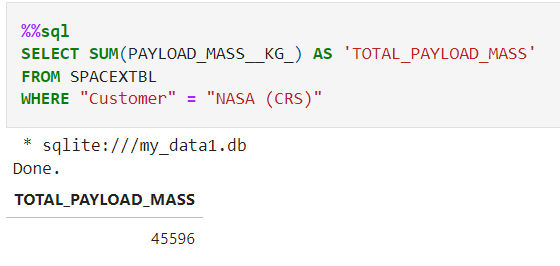 %%sql
SELECT SUM(PAYLOAD_MASS__KG_) AS 'TOTAL_PAYLOAD_MASS'
FROM SPACEXTBL
WHERE "Customer" = "NASA (CRS)"
* sqlite:///my_data1.db
Done.
TOTAL_PAYLOAD_MASS
45596